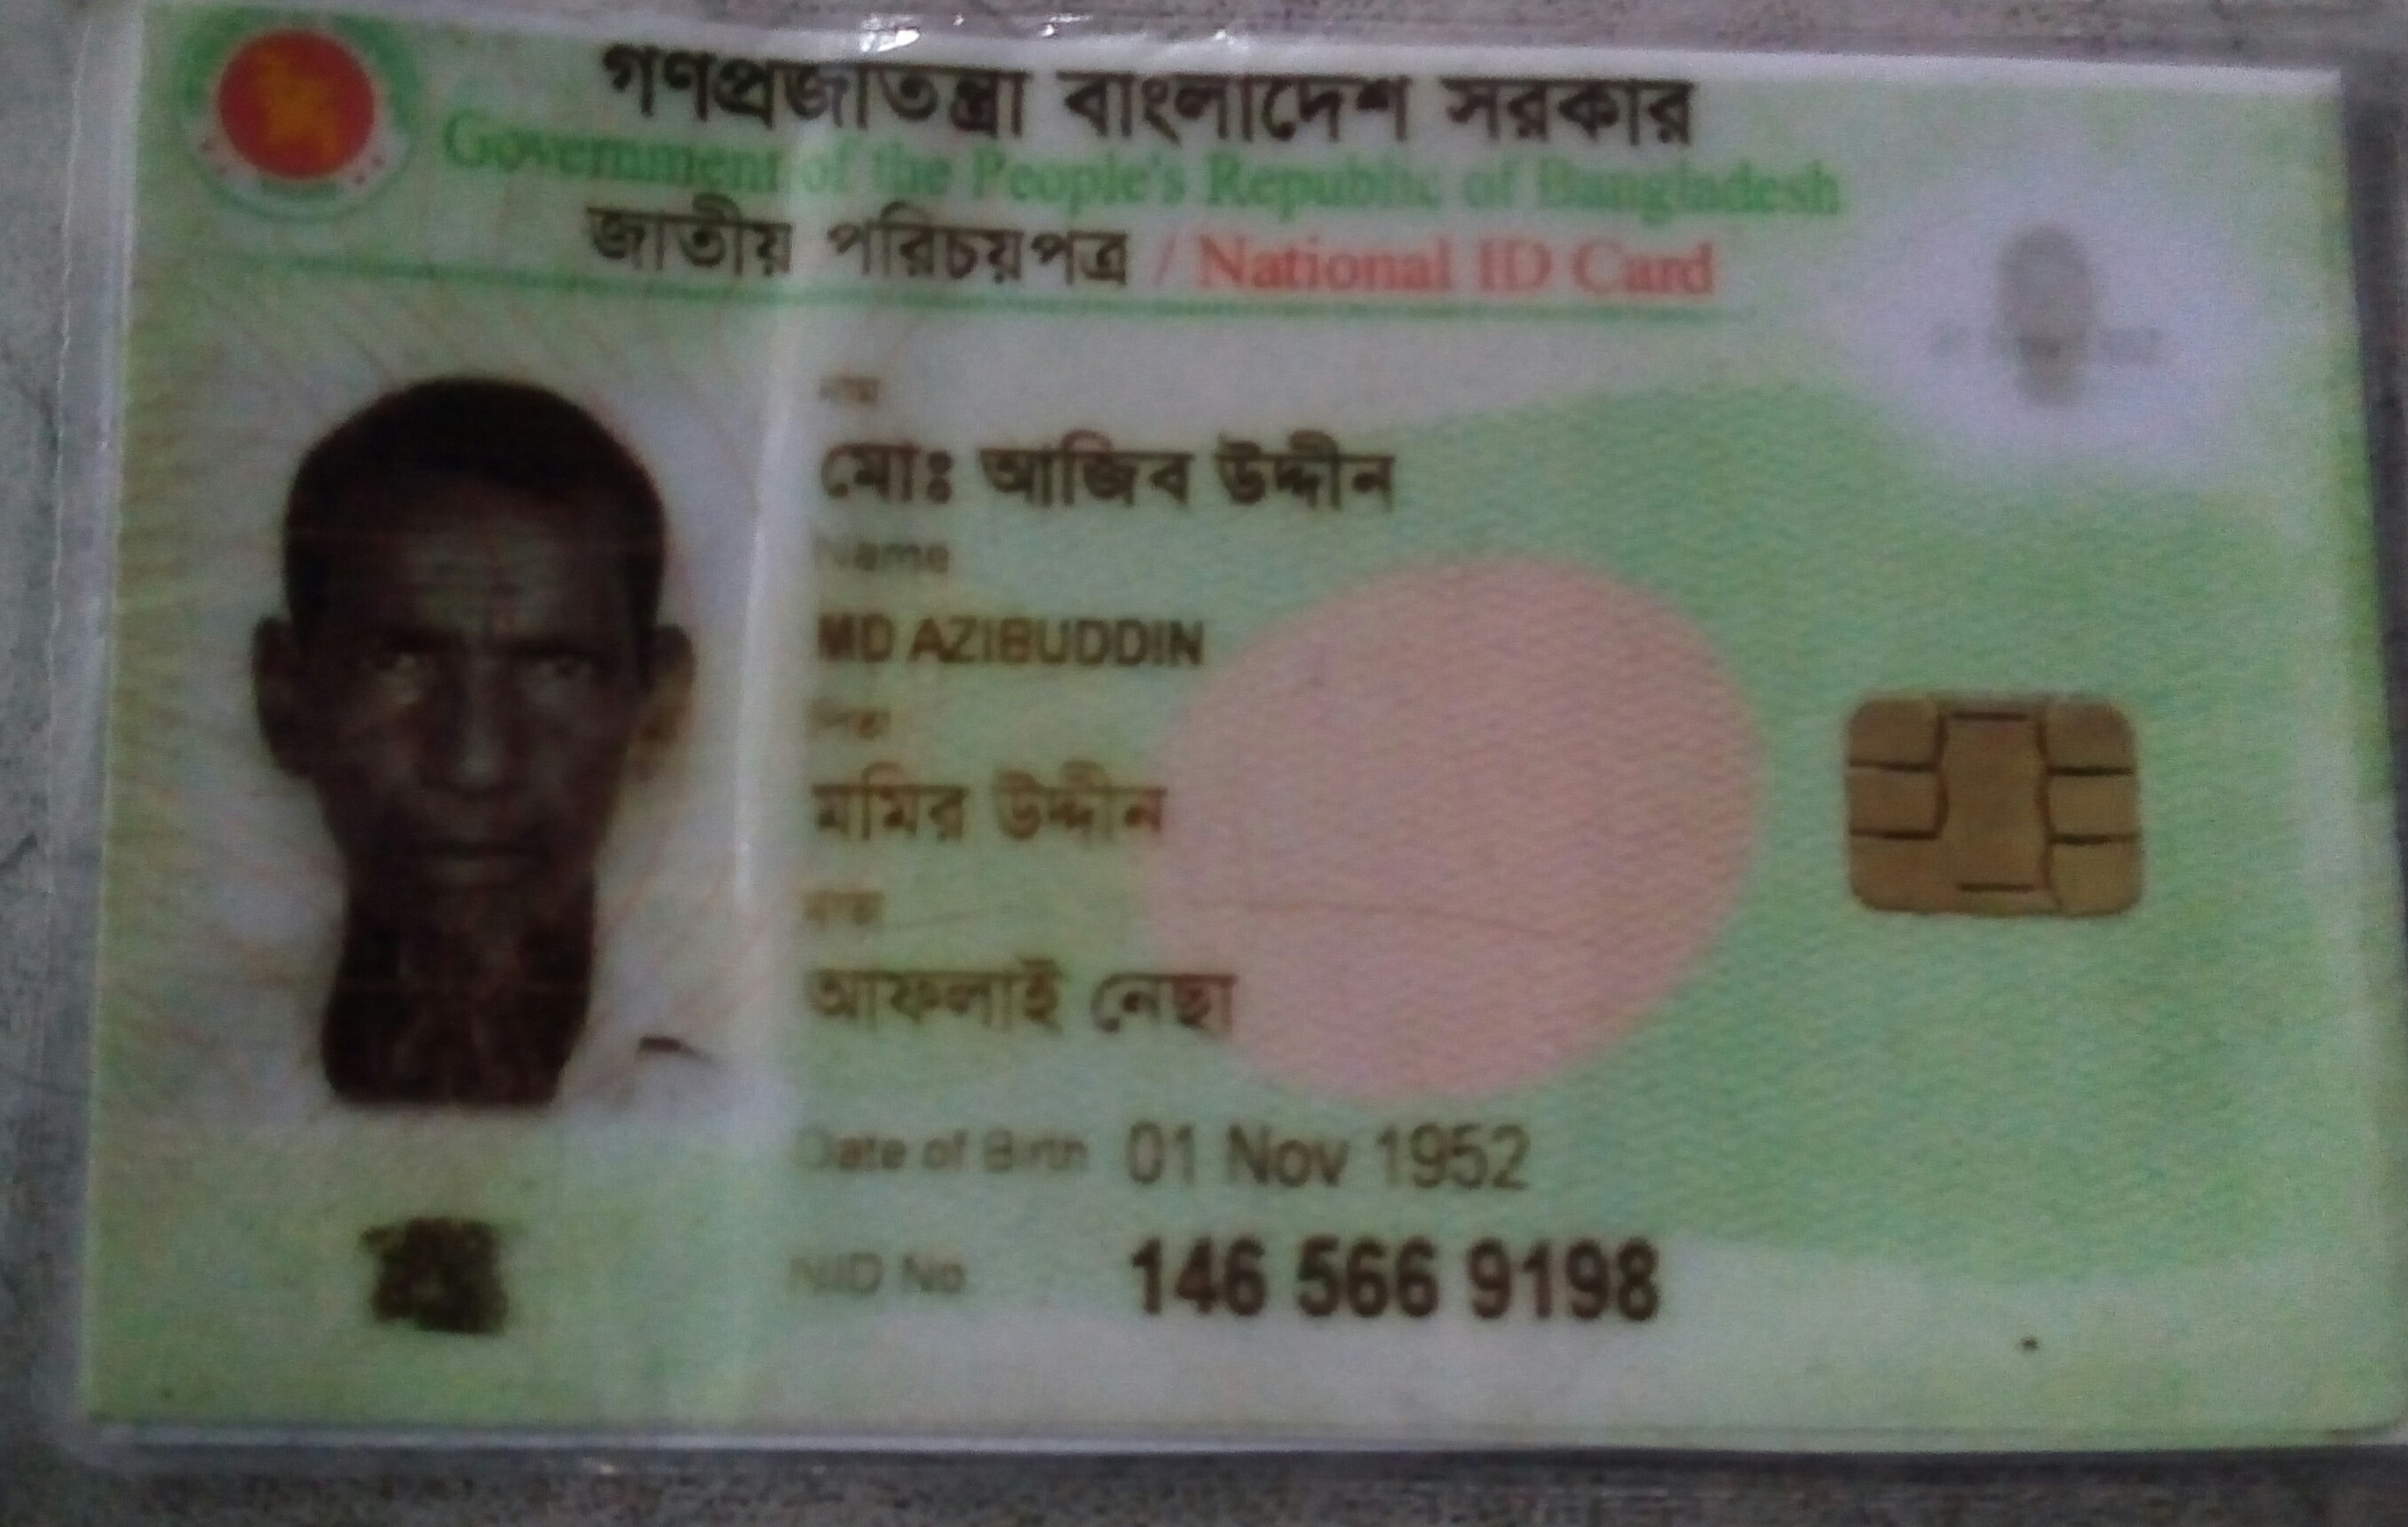 গণপ্রজাতন্ত্রী বাংলাদেশ সরকার
Government of the People's Republic of Bangladesh
জাতীয় পরিচয়পত্র / National ID Card
নাম
মোঃ আজিব উদ্দীন
Name
MD AZIBUDDIN
পিতা
মমির উদ্দীন
মাতা
আফলাই নেছা
Date of Birth 01 Nov 1952
NID No. 146 566 9198